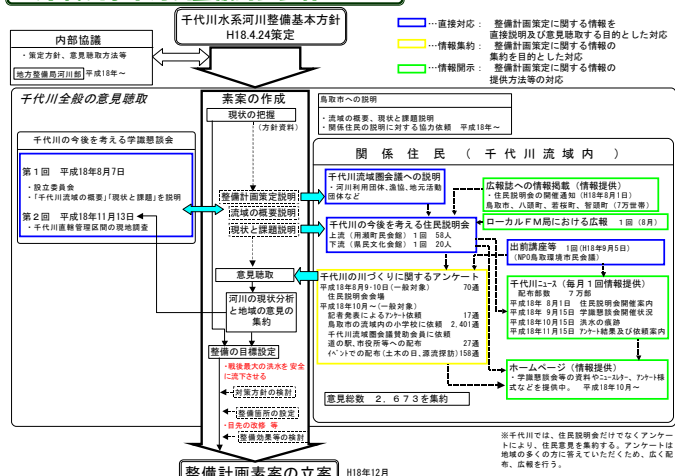 千代川水系河川整備基本方針
H18.4.24策定
…直接対応： 整備計画策定に関する情報を
直接説明及び意見聴取する目的とした対応
…情報集約： 整備計画策定に関する情報の
集約を目的とした対応
…情報開示： 整備計画策定に関する情報の
提供方法等の対応
内部協議
・策定方針、意見聴取方法等
地方整備局河川部 平成18年～
千代川全般の意見聴取
千代川の今後を考える学識懇談会
第1回 平成18年8月7日
・設立委員会
・「千代川流域の概要」「現状と課題」を説明
第2回 平成18年11月13日
・千代川直轄管理区間の現地調査
素案の作成
現状の把握
(方針資料)
整備計画策定説明
流域の概要説明
現状と課題説明
意見聴取
河川の現状分析
と地域の意見の
集約
整備の目標設定
・戦後最大の洪水を安全
に流下させる
対策方針の検討
整備箇所の設定
・目先の改修 等
整備効果等の検討
整備計画素案の立案 H18年12月
鳥取市への説明
・流域の概要、現状と課題説明
・関係住民の説明に対する協力依頼 平成18年～
関係住民（千代川流域内）
千代川流域圏会議への説明
・河川利用団体、漁協、地元活動
団体など
千代川の今後を考える住民説明会
上流（用瀬町民会館）1回 58人
下流（県民文化会館）1回 20人
千代川の川づくりに関するアンケート
平成18年8月9・10日(一般対象) 70通
住民説明会会場
平成18年10月～(一般対象)
記者発表によるアンケート依頼 17通
鳥取市の流域内の小学校に依頼 2,401通
千代川流域圏会議賛助会員に依頼
道の駅、市役所等への配布 27通
イベントでの配布(土木の日、源流探訪)158通
意見総数 2,673を集約
広報誌への情報掲載（情報提供）
・住民説明会の開催通知（H18年8月1日）
鳥取市、八頭町、若桜町、智頭町（7万世帯）
ローカルFM局における広報 1回（8月）
出前講座等 1回(H18年9月5日)
(NPO鳥取環境市民会議)
千代川ニュース（毎月1回情報提供）
配布部数 7万部
平成18年 8月1日 住民説明会開催案内
平成18年 9月15日 学識懇談会開催状況
平成18年10月15日 洪水の痕跡
平成18年11月15日 アンケート結果及び依頼案内
ホームページ（情報提供）
・学識懇談会等の資料やニュースレター、アンケート様
式などを提供中。 平成18年10月～
※千代川では、住民説明会だけでなくアンケー
トにより、住民意見を集約する。アンケートは
地域の多くの方に答えていただくため、広く配
布、広報を行う。